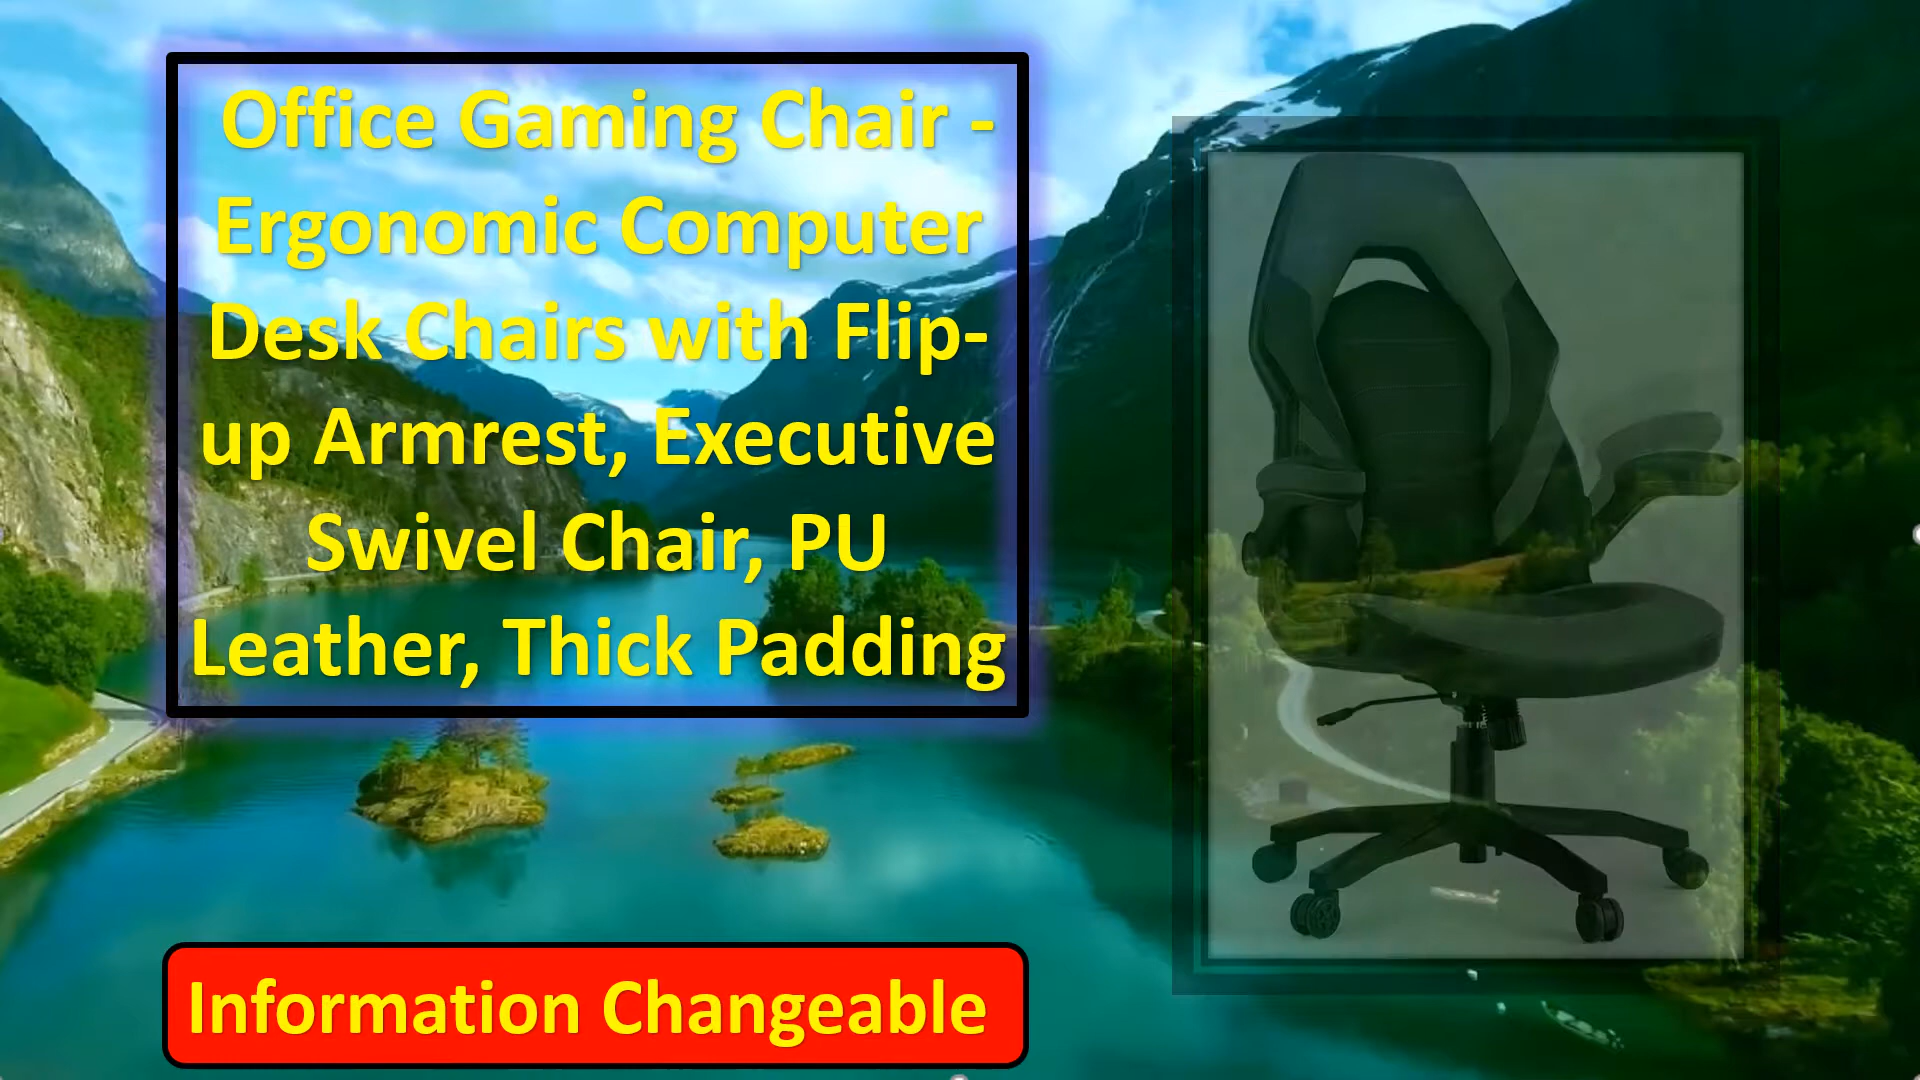 Office Gaming Chair -
Ergonomic Computer
Desk Chairs with Flip-
up Armrest, Executive
Swivel Chair, PU
Leather, Thick Padding
Information Changeable